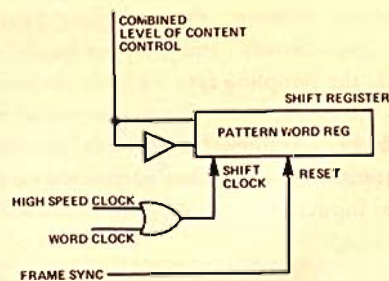 COMBINED
LEVEL OF CONTENT
CONTROL
SHIFT REGISTER
PATTERN WORD REG
SHIFT
CLOCK
RESET
HIGH SPEED CLOCK
WORD CLOCK
FRAME SYNC